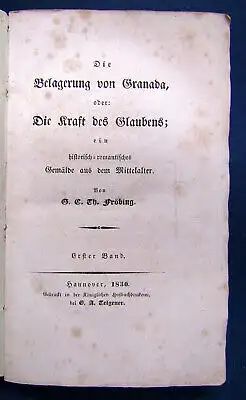 Die
Belagerung von Granada,
oder:
Die Kraft des Glaubens;
ein
historisch-romantisches
Gemälde aus dem Mittelalter.
Von
G. C. Th. Fröbing.
Erster Band.
Hannover, 1830.
Gedruckt in der Königlichen Hofbuchdruckerei,
bei G. A. Telgener.